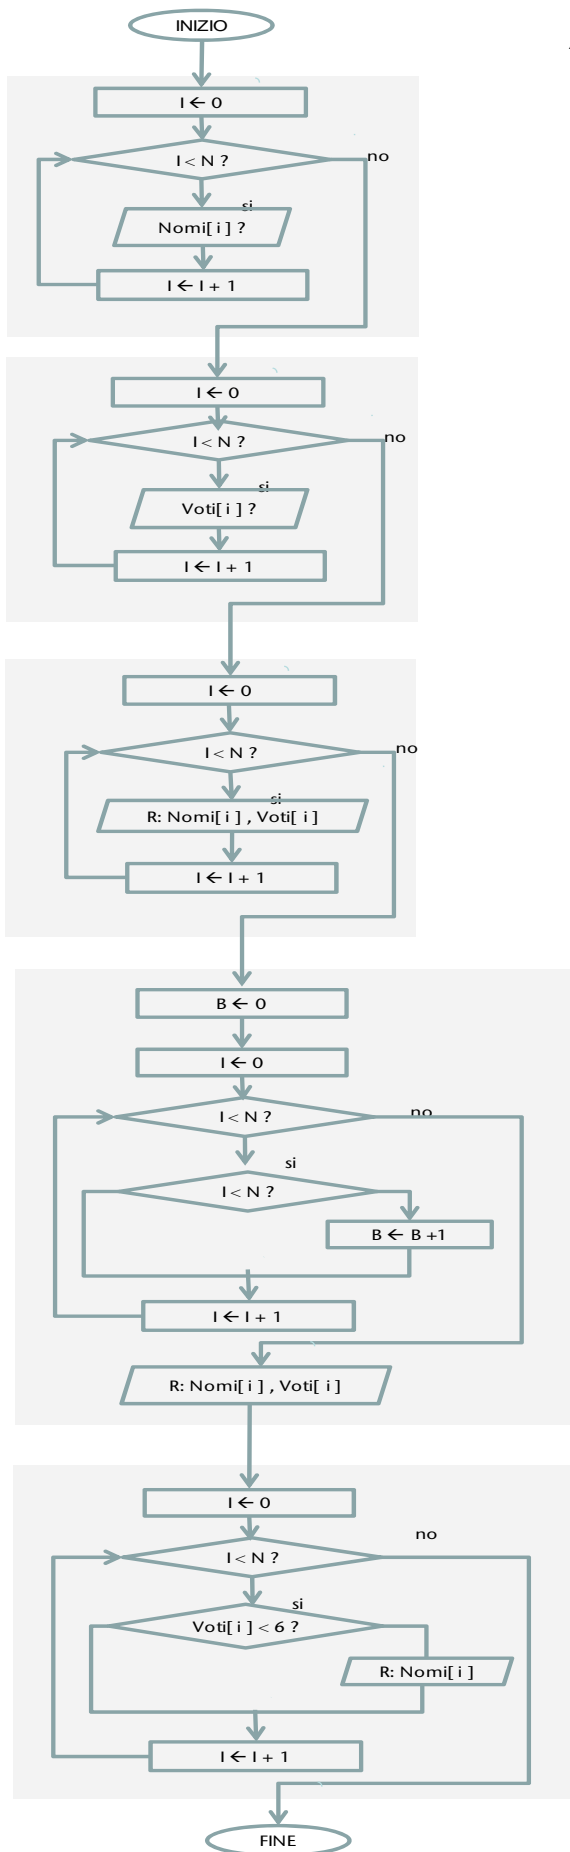 INIZIO
I ← 0
I < N ?
no
si
Nomi[ i ] ?
I ← I + 1
I ← 0
I < N ?
no
si
Voti[ i ] ?
I ← I + 1
I ← 0
I < N ?
no
si
R: Nomi[ i ] , Voti[ i ]
I ← I + 1
B ← 0
I ← 0
I < N ?
no
si
I < N ?
B ← B +1
I ← I + 1
R: Nomi[ i ] , Voti[ i ]
I ← 0
no
I < N ?
si
Voti[ i ] < 6 ?
R: Nomi[ i ]
I ← I + 1
FINE